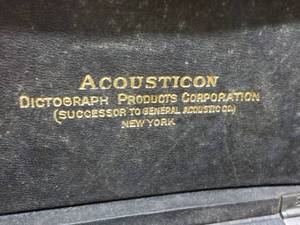 ACOUSTICON
DICTOGRAPH PRODUCTS CORPORATION
(SUCCESSOR TO GENERAL ACOUSTIC CO.)
NEW YORK